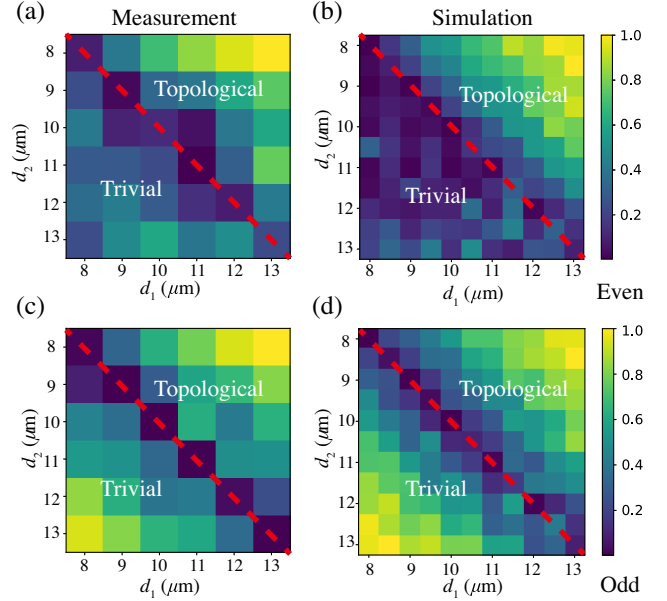 (a) Measurement
(b) Simulation
8
9
10
11
12
13
d₂ (μm)
Topological
Trivial
8 9 10 11 12 13
d₁ (μm)
8
9
10
11
12
13
d₂ (μm)
Topological
Trivial
8 9 10 11 12 13
d₁ (μm)
1.0
0.8
0.6
0.4
0.2
Even
(c)
8
9
10
11
12
13
d₂ (μm)
Topological
Trivial
8 9 10 11 12 13
d₁ (μm)
(d)
8
9
10
11
12
13
d₂ (μm)
Topological
Trivial
8 9 10 11 12 13
d₁ (μm)
1.0
0.8
0.6
0.4
0.2
Odd